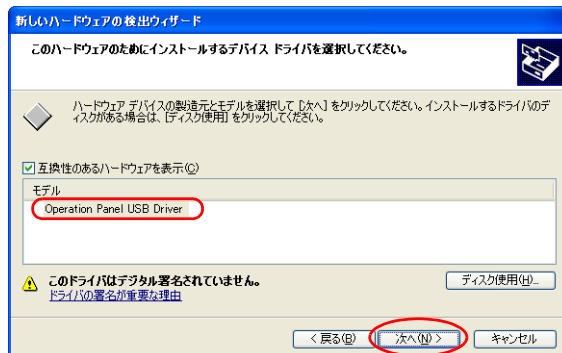 新しいハードウェアの検出ウィザード
このハードウェアのためにインストールするデバイス ドライバを選択してください。
ハードウェア デバイスの製造元とモデルを選択して [次へ] をクリックしてください。インストールするドライバのデ
ィスクがある場合は、[ディスク使用] をクリックしてください。
互換性のあるハードウェアを表示(C)
モデル
Operation Panel USB Driver
このドライバはデジタル署名されていません。
ドライバの署名が重要な理由
ディスク使用(H)...
< 戻る(B)
次へ(N) >
キャンセル